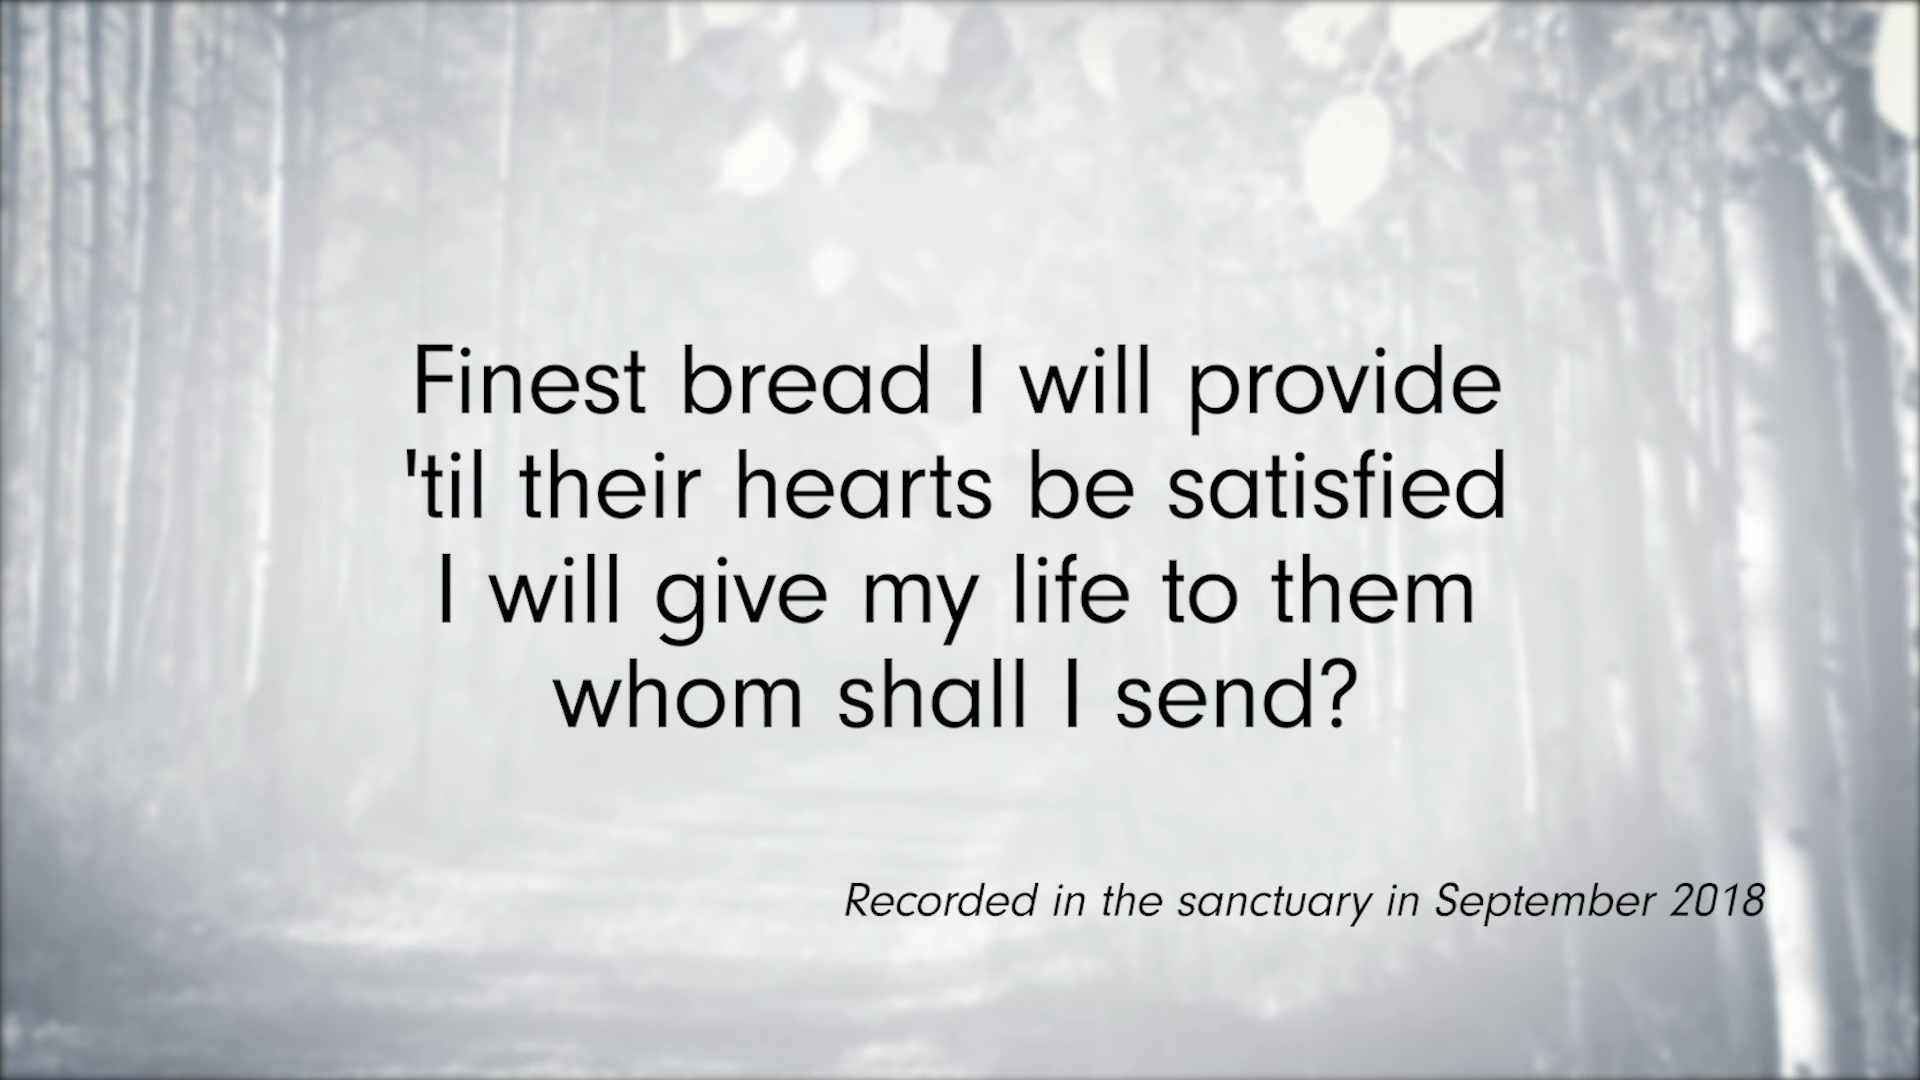 Finest bread I will provide
'til their hearts be satisfied
I will give my life to them
whom shall I send?
Recorded in the sanctuary in September 2018